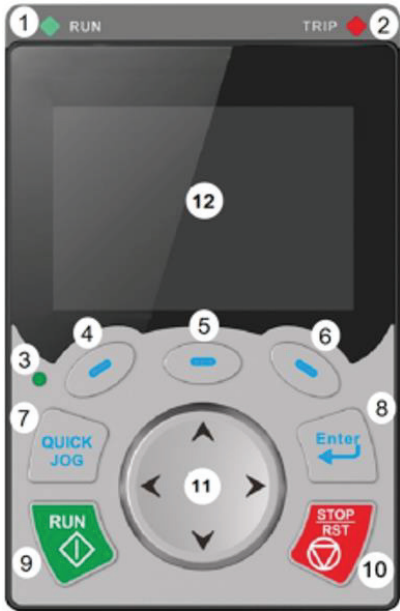 1 RUN TRIP 2
12
4 5 6
3
7 8
QUICK
JOG
Enter
11
RUN
STOP
RST
9 10